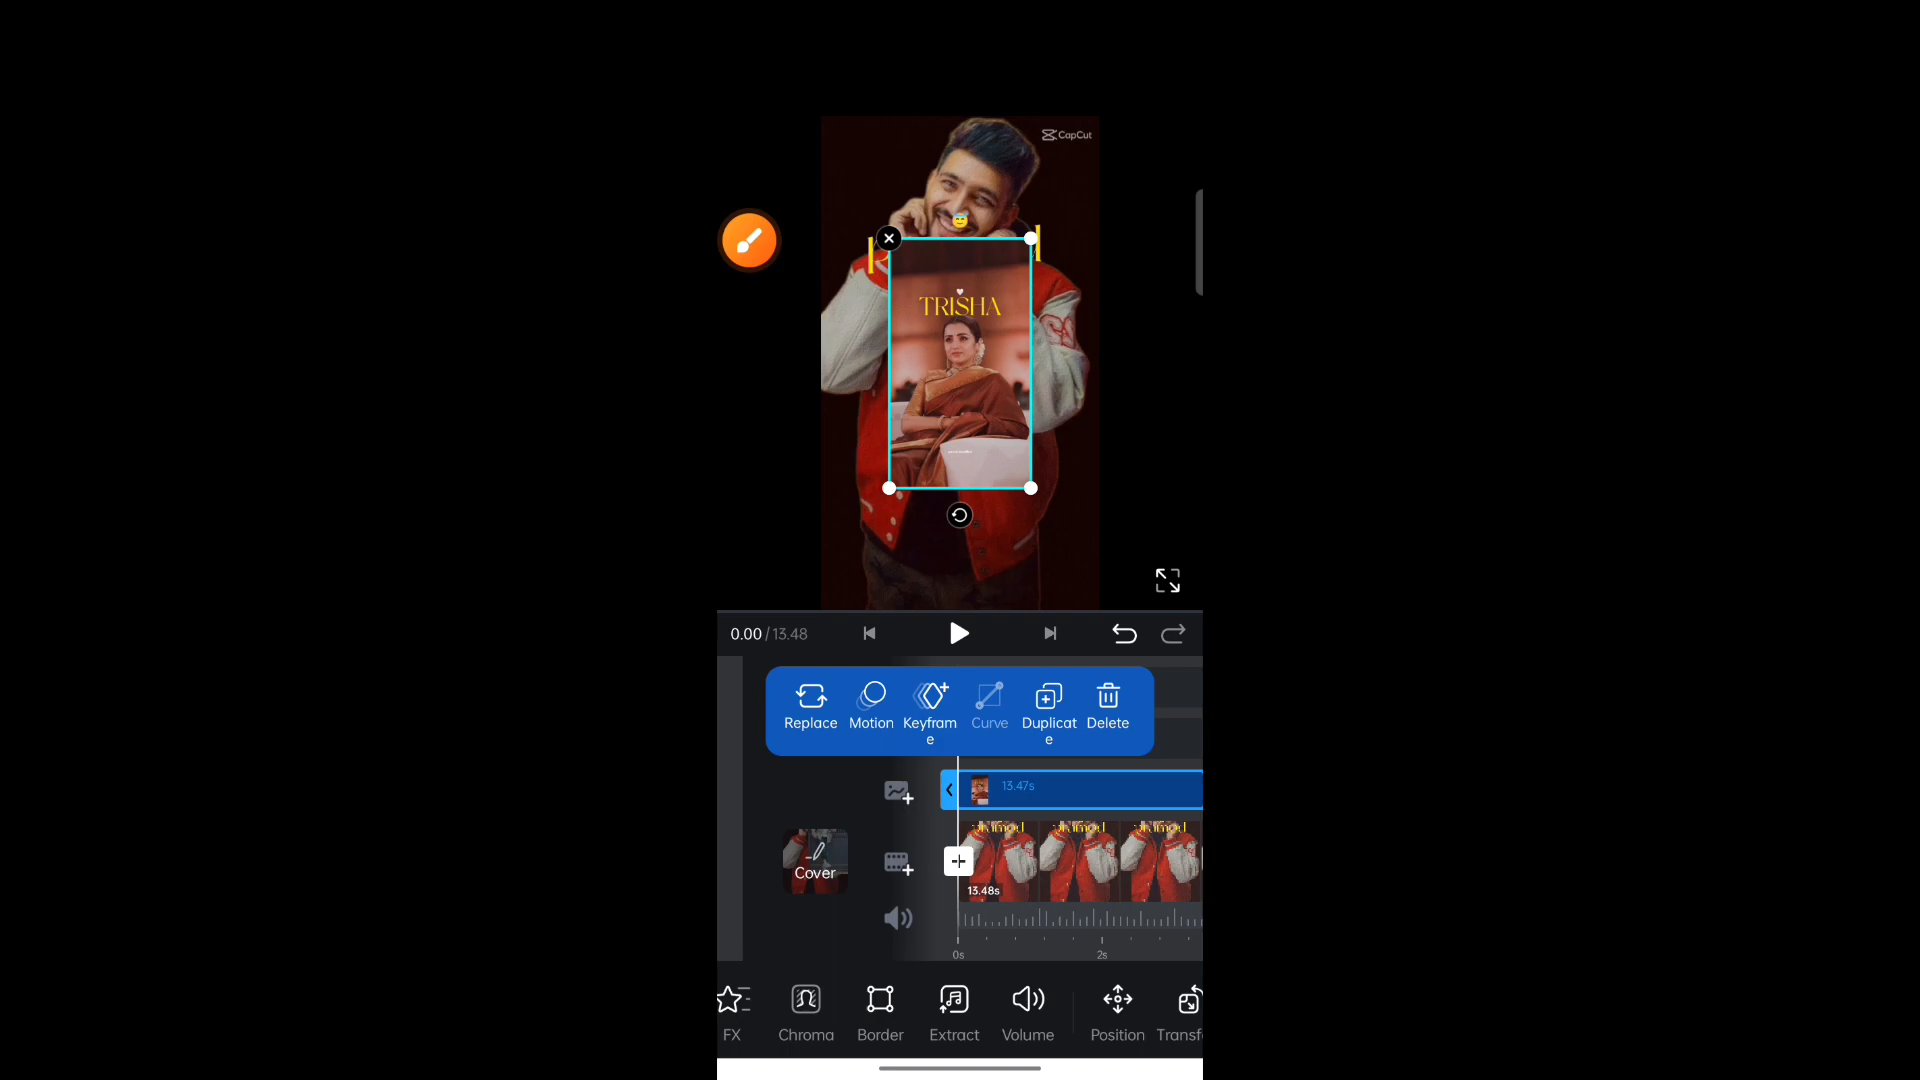 CapCut
TRISHA
0.00 / 13.48
Replace
Motion
Keyfram
e
Curve
Duplicat
e
Delete
13.47s
Cover
13.48s
0s
2s
FX
Chroma
Border
Extract
Volume
Position
Transf